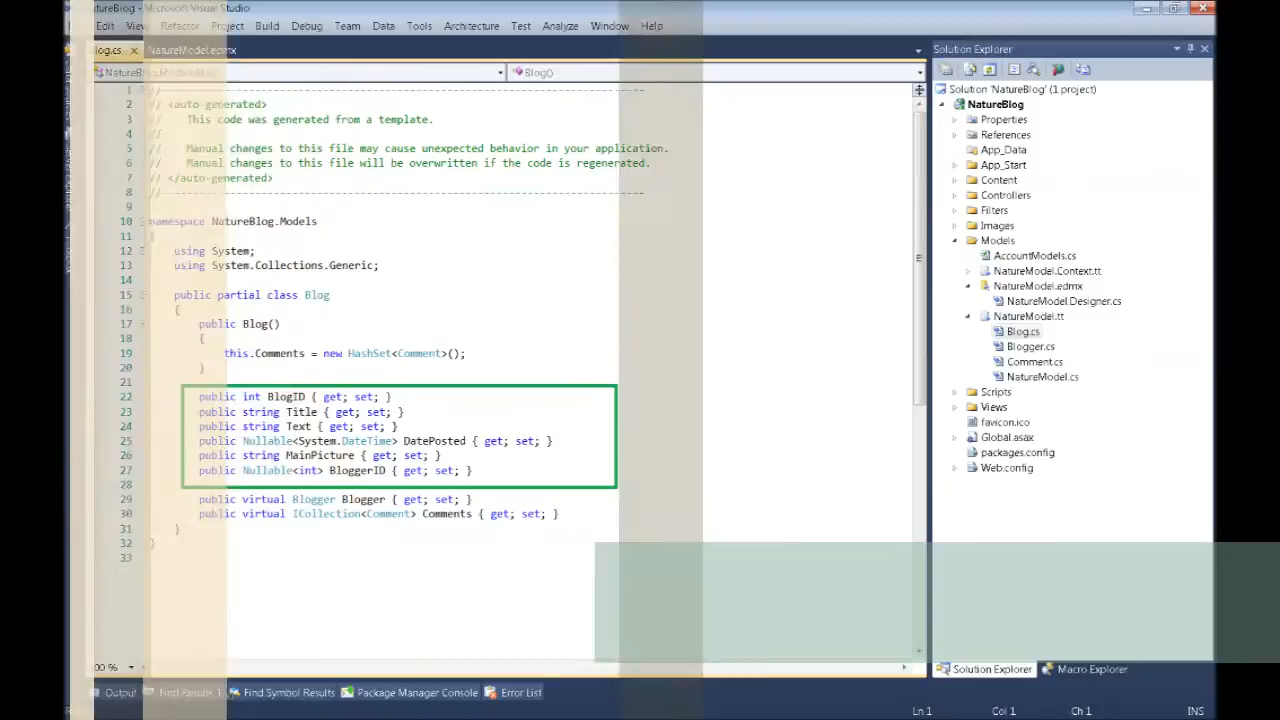 atureBlog - Microsoft Visual Studio
Edit View Refactor Project Build Debug Team Data Tools Architecture Test Analyze Window Help
log.cs NatureModel.edmx
NatureBlog.Models.Blog Blog()
1 //------------------------------------------------------------------------------
2 // <auto-generated>
3 // This code was generated from a template.
4 //
5 // Manual changes to this file may cause unexpected behavior in your application.
6 // Manual changes to this file will be overwritten if the code is regenerated.
7 // </auto-generated>
8 //------------------------------------------------------------------------------
9
10 namespace NatureBlog.Models
11 {
12 using System;
13 using System.Collections.Generic;
14
15 public partial class Blog
16 {
17 public Blog()
18 {
19 this.Comments = new HashSet<Comment>();
20 }
21
22 public int BlogID { get; set; }
23 public string Title { get; set; }
24 public string Text { get; set; }
25 public Nullable<System.DateTime> DatePosted { get; set; }
26 public string MainPicture { get; set; }
27 public Nullable<int> BloggerID { get; set; }
28
29 public virtual Blogger Blogger { get; set; }
30 public virtual ICollection<Comment> Comments { get; set; }
31 }
32 }
33
00 %
Solution Explorer
Solution 'NatureBlog' (1 project)
NatureBlog
Properties
References
App_Data
App_Start
Content
Controllers
Filters
Images
Models
AccountModels.cs
NatureModel.Context.tt
NatureModel.edmx
NatureModel.Designer.cs
NatureModel.tt
Blog.cs
Blogger.cs
Comment.cs
NatureModel.cs
Scripts
Views
favicon.ico
Global.asax
packages.config
Web.config
Solution Explorer Macro Explorer
Output Find Results 1 Find Symbol Results Package Manager Console Error List
Ln 1 Col 1 Ch 1 INS